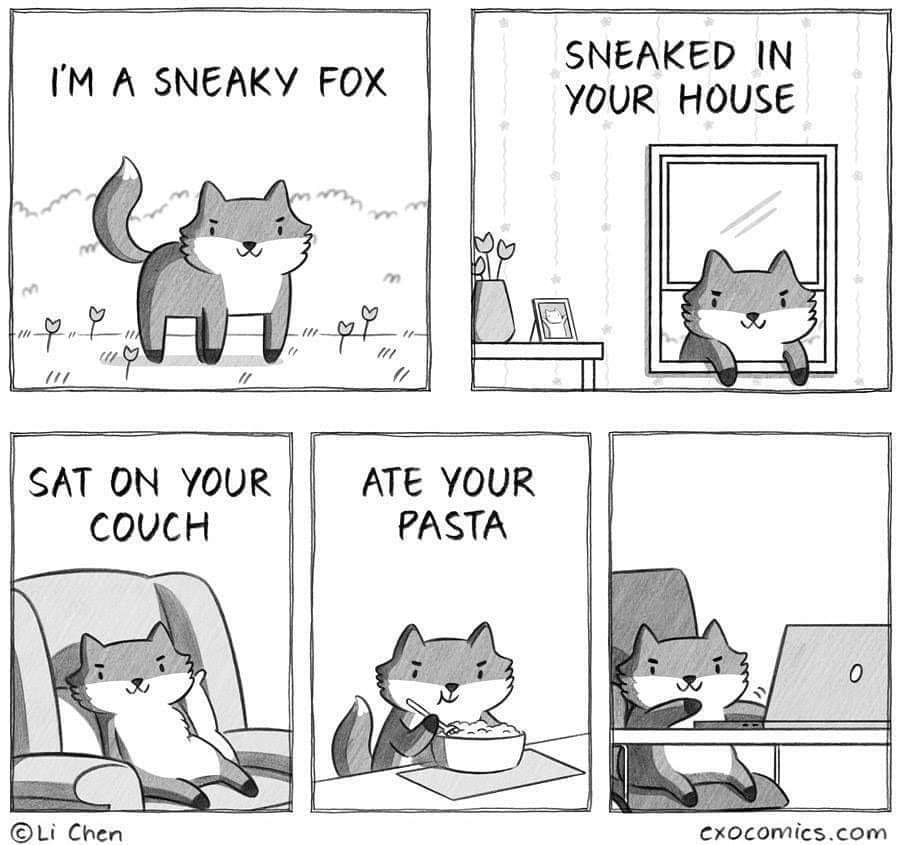 I'M A SNEAKY FOX
SNEAKED IN
YOUR HOUSE
SAT ON YOUR
COUCH
ATE YOUR
PASTA
© Li Chen
exocomics.com